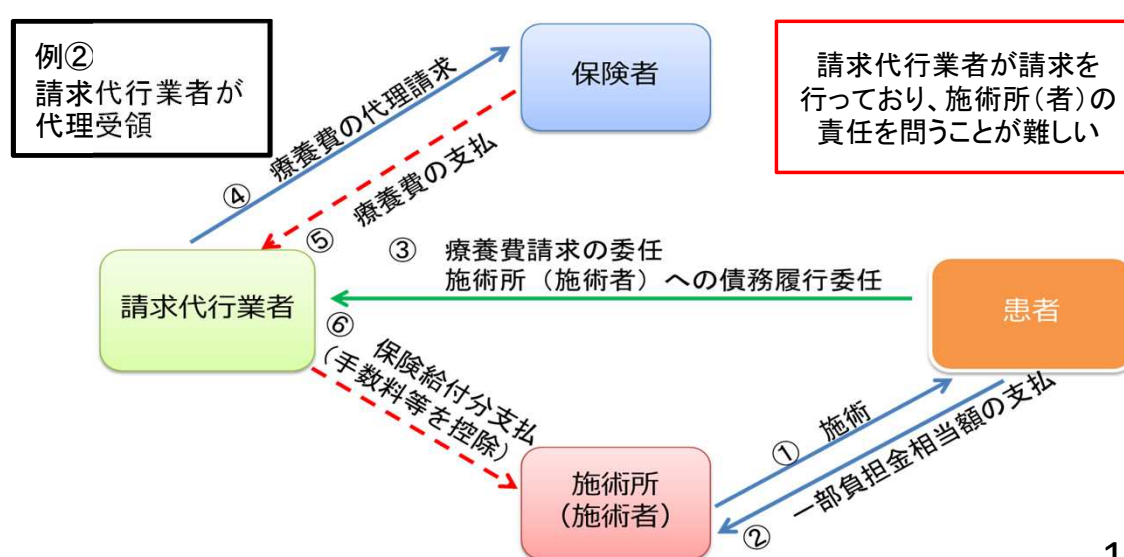 例②
請求代行業者が
代理受領
保険者
請求代行業者が請求を
行っており、施術所（者）の
責任を問うことが難しい
④ 療養費の代理請求
⑤ 療養費の支払
③ 療養費請求の委任
施術所（施術者）への債務履行委任
請求代行業者
患者
⑥ 保険給付分支払
（手数料等を控除）
① 施術
② 一部負担金相当額の支払
施術所
（施術者）